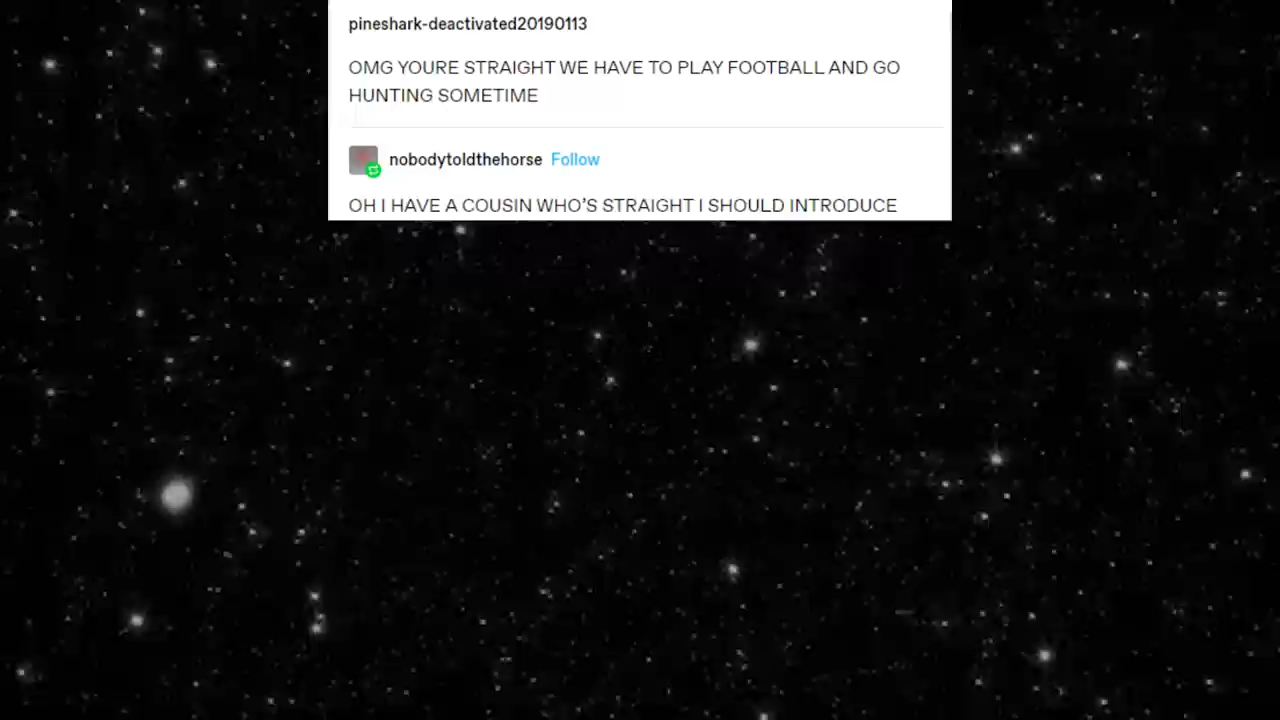 pineshark-deactivated20190113
OMG YOURE STRAIGHT WE HAVE TO PLAY FOOTBALL AND GO
HUNTING SOMETIME
nobodytoldthehorse Follow
OH I HAVE A COUSIN WHO’S STRAIGHT I SHOULD INTRODUCE